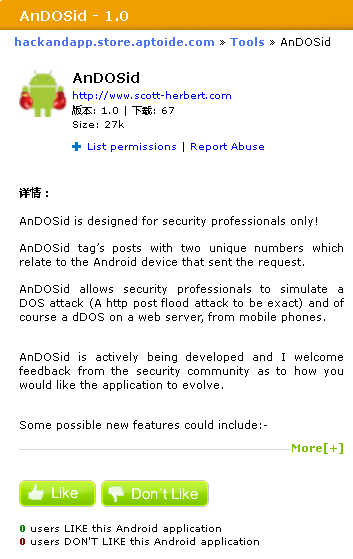 AnDOSid - 1.0
hackandapp.store.aptoide.com » Tools » AnDOSid
AnDOSid
http://www.scott-herbert.com
版本: 1.0 | 下载: 67
Size: 27k
+ List permissions | Report Abuse
详情：
AnDOSid is designed for security professionals only!
AnDOSid tag's posts with two unique numbers which
relate to the Android device that sent the request.
AnDOSid allows security professionals to simulate a
DOS attack (A http post flood attack to be exact) and of
course a dDOS on a web server, from mobile phones.
AnDOSid is actively being developed and I welcome
feedback from the security community as to how you
would like the application to evolve.
Some possible new features could include:-
More[+]
Like
Don't Like
0 users LIKE this Android application
0 users DON'T LIKE this Android application